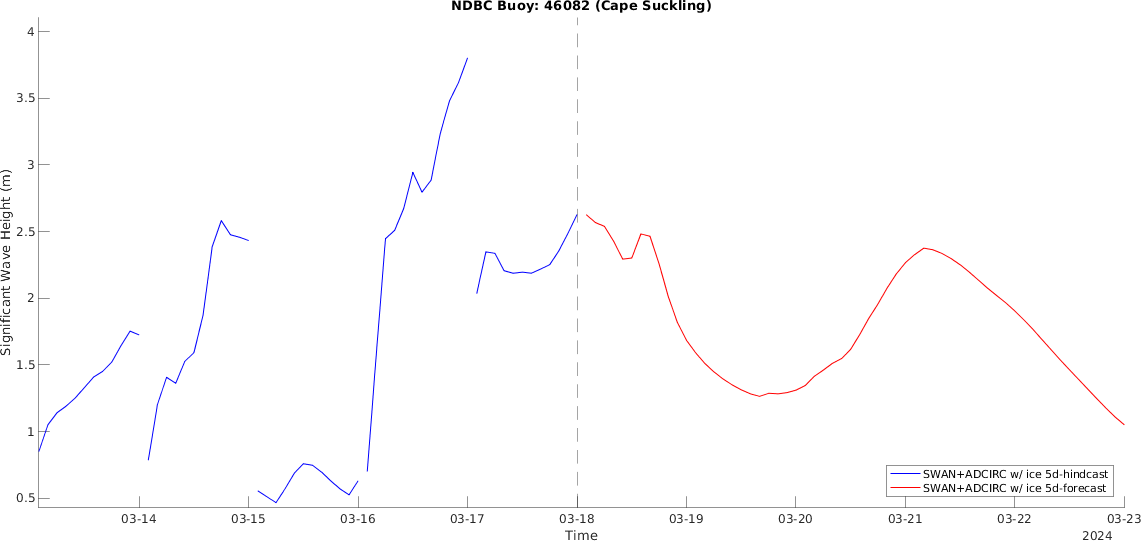 NDBC Buoy: 46082 (Cape Suckling)
4
3.5
3
2.5
2
1.5
1
0.5
Significant Wave Height (m)
SWAN+ADCIRC w/ ice 5d-hindcast
SWAN+ADCIRC w/ ice 5d-forecast
03-14 03-15 03-16 03-17 03-18 03-19 03-20 03-21 03-22 03-23
Time
2024